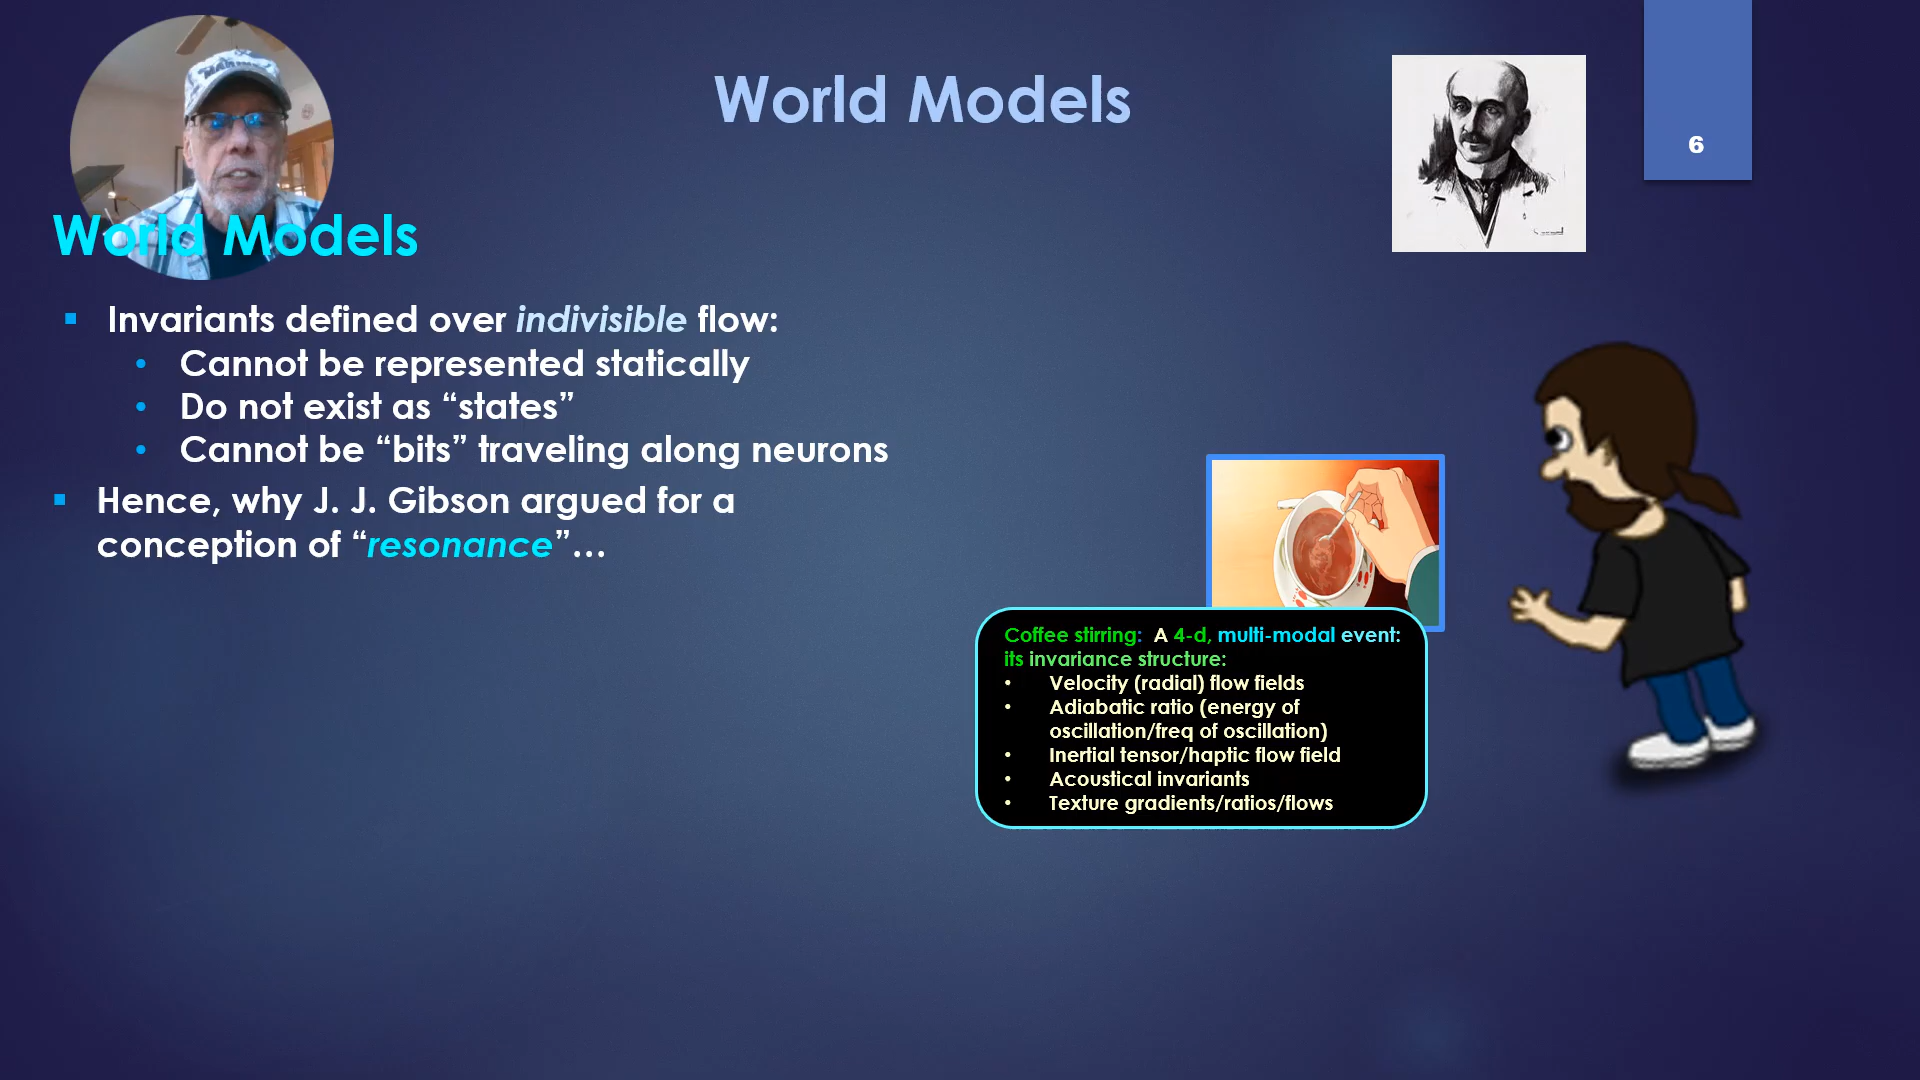 World Models
6
World Models
Invariants defined over indivisible flow:
Cannot be represented statically
Do not exist as “states”
Cannot be “bits” traveling along neurons
Hence, why J. J. Gibson argued for a
conception of “resonance”…
Coffee stirring: A 4-d, multi-modal event:
its invariance structure:
Velocity (radial) flow fields
Adiabatic ratio (energy of
oscillation/freq of oscillation)
Inertial tensor/haptic flow field
Acoustical invariants
Texture gradients/ratios/flows